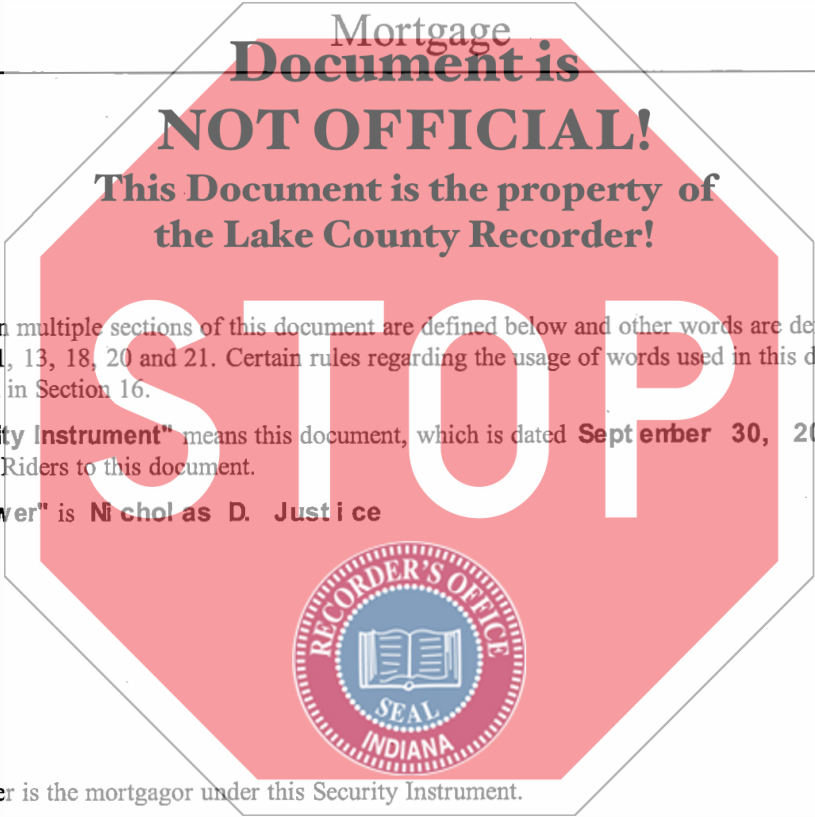 Mortgage
Document is
NOT OFFICIAL!
This Document is the property of
the Lake County Recorder!
STOP
multiple sections of this document are defined below and other words are
13, 18, 20 and 21. Certain rules regarding the usage of words used in this
in Section 16.
Instrument" means this document, which is dated September 30,
Riders to this document.
is Nicholas D. Justice
RECORDER'S OFFICE
SEAL
INDIANA
is the mortgagor under this Security Instrument.